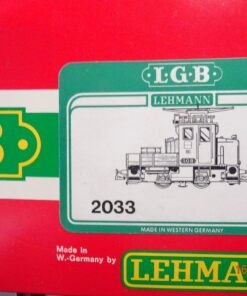 L·G·B
LEHMANN
LGB
2033
MADE IN WESTERN GERMANY
Made in
W.-Germany by
LEHMA
B